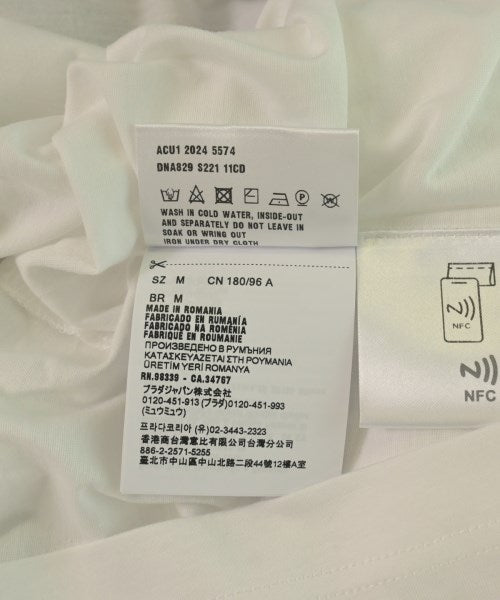 ACU1 2024 5574
DNA829 S221 11CD
WASH IN COLD WATER, INSIDE-OUT
AND SEPARATELY DO NOT LEAVE IN
SOAK OR WRING OUT
IRON UNDER DRY CLOTH
SZ M CN 180/96 A
BR M
MADE IN ROMANIA
FABRICADO EN RUMANÍA
FABRICADO NA ROMÉNIA
FABRIQUÉ EN ROUMANIE
ПРОИЗВЕДЕНО В РУМЪНИЯ
ΚΑΤΑΣΚΕΥΑΖΕΤΑΙ ΣΤΗ ΡΟΥΜΑΝΙΑ
ÜRETİM YERİ ROMANYA
RN.98339 - CA.34767
プラダジャパン(株)
0120-451-913 (プラダ)0120-451-993
(ミュウミュウ)
프라다코리아 (유)02-3443-2323
香港商台灣意比有限公司台灣分公司
886-2-2571-5255
臺北市中山區中山北路二段44號12樓A室
NFC
NFC